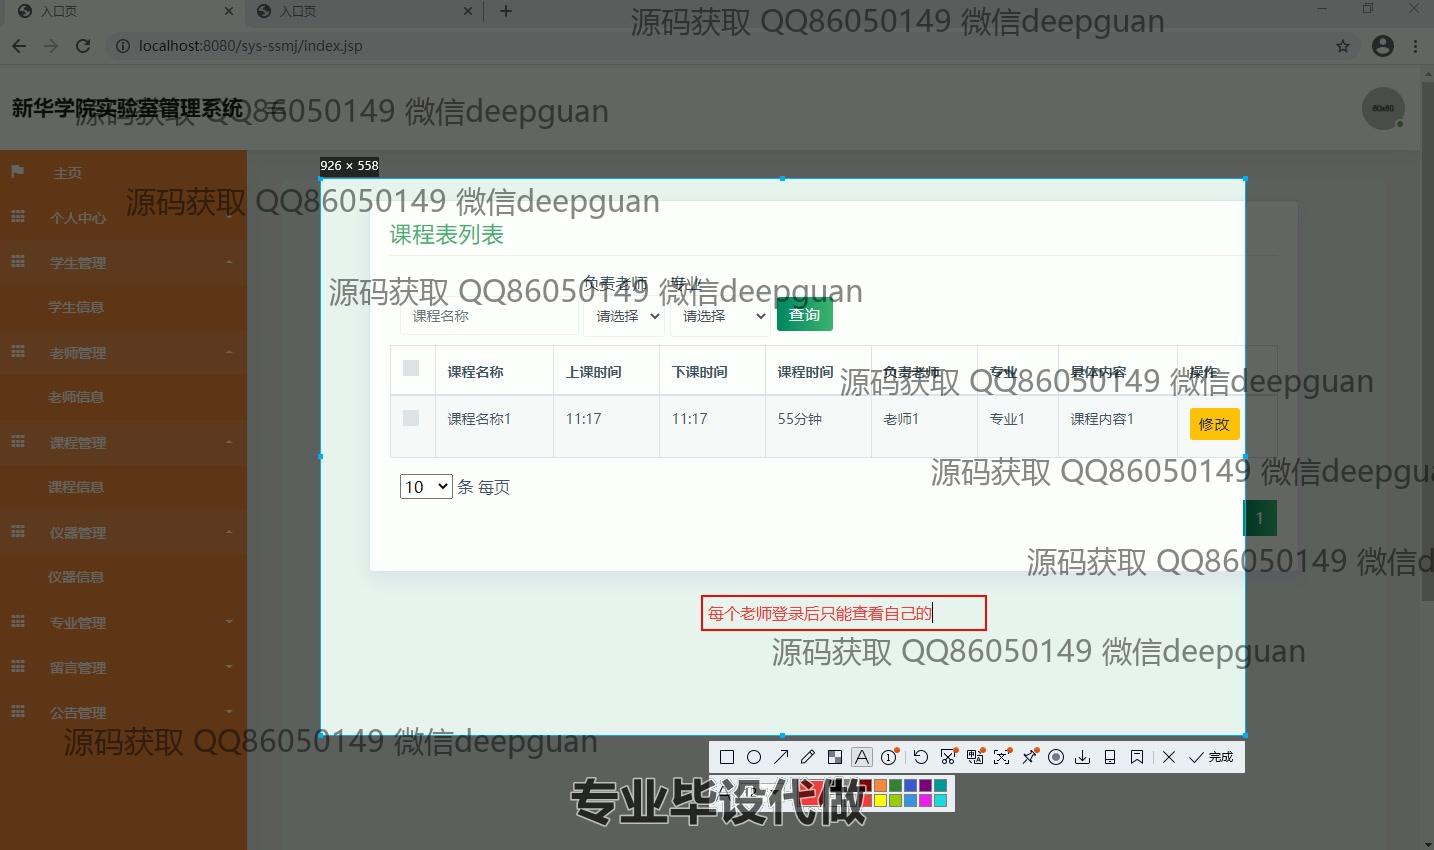 入口页
入口页
源码获取 QQ86050149 微信deepguan
localhost:8080/sys-ssmj/index.jsp
新华学院实验室管理系统
80x80
源码获取 QQ86050149 微信deepguan
主页
926 × 558
源码获取 QQ86050149 微信deepguan
个人中心
课程表列表
学生管理
负责老师 专业
源码获取 QQ86050149 微信deepguan
学生信息
课程名称 请选择 请选择 查询
老师管理
课程名称 上课时间 下课时间 课程时间 负责老师 专业 具体内容 操作
源码获取 QQ86050149 微信deepguan
老师信息
课程名称1 11:17 11:17 55分钟 老师1 专业1 课程内容1 修改
课程管理
源码获取 QQ86050149 微信deepgua
课程信息
10 条 每页
1
仪器管理
源码获取 QQ86050149 微信d
仪器信息
每个老师登录后只能查看自己的
专业管理
源码获取 QQ86050149 微信deepguan
留言管理
公告管理
源码获取 QQ86050149 微信deepguan
完成
专业毕设代做